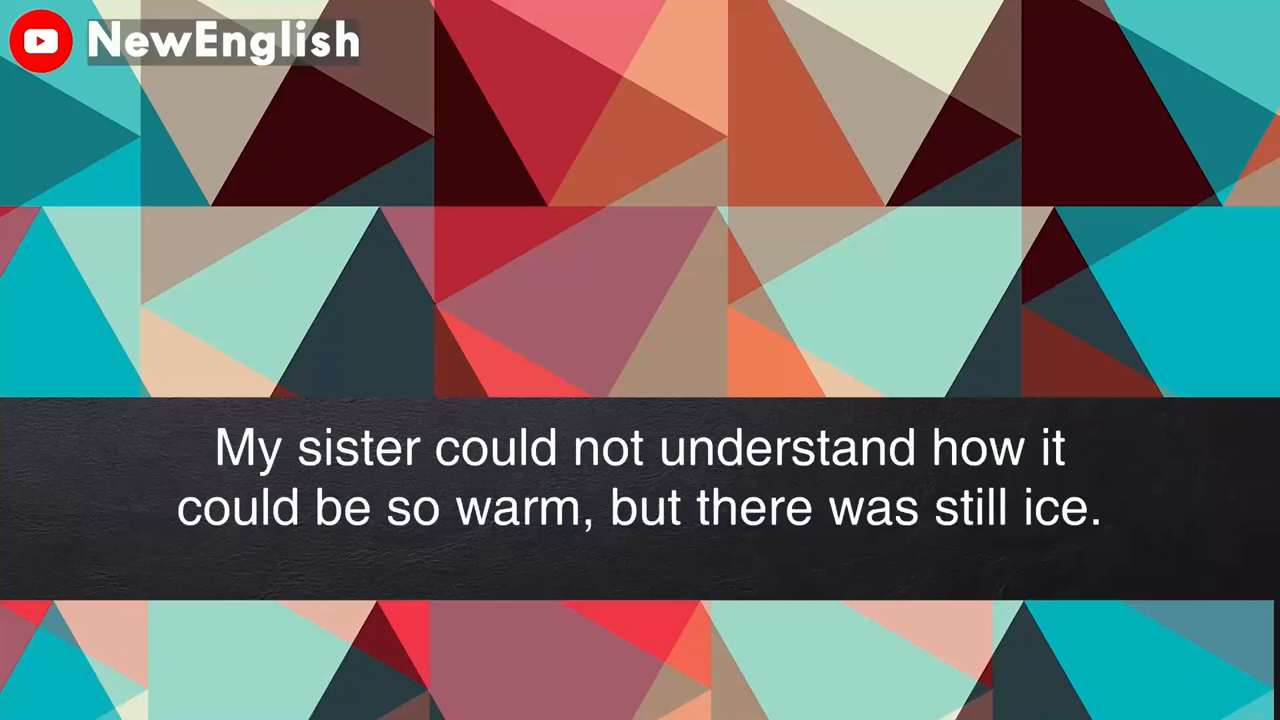 NewEnglish
My sister could not understand how it
could be so warm, but there was still ice.